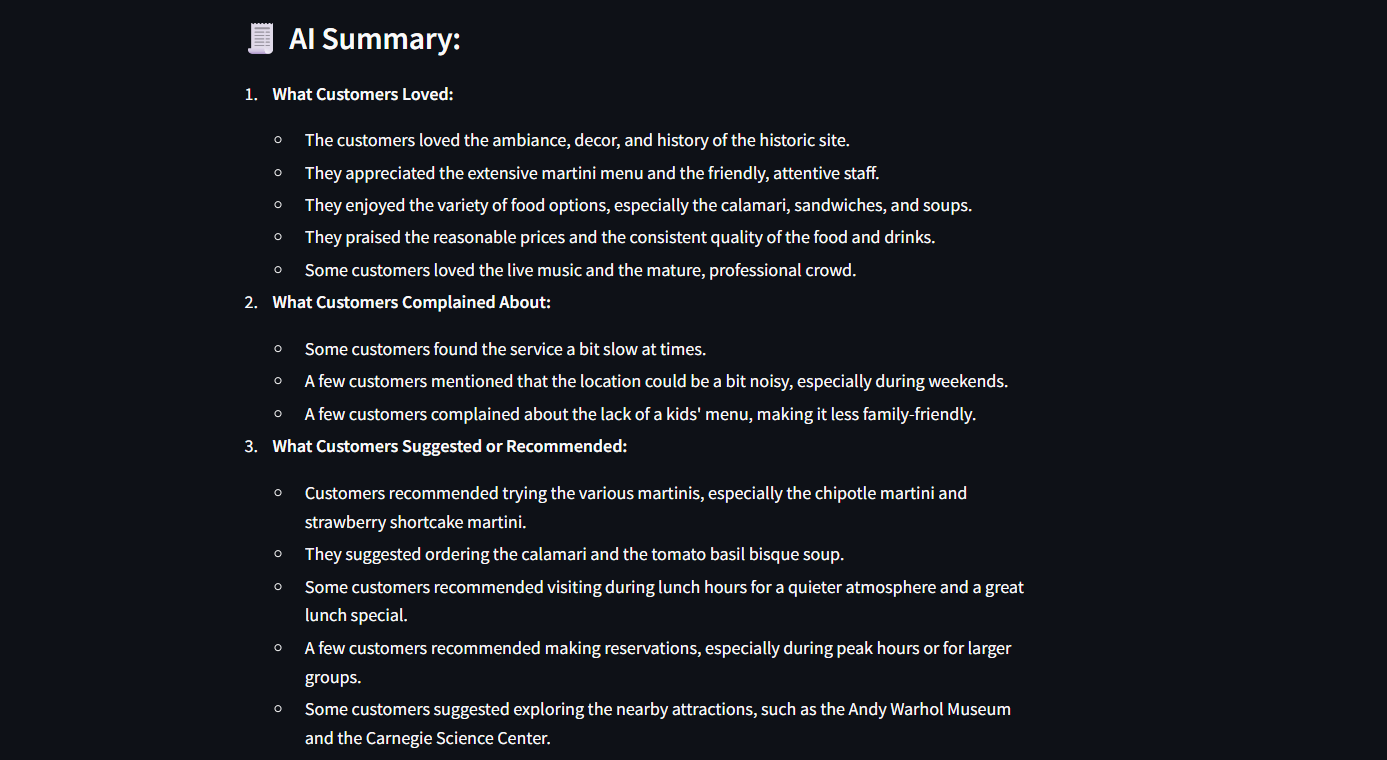 AI Summary:
1. What Customers Loved:
○ The customers loved the ambiance, decor, and history of the historic site.
○ They appreciated the extensive martini menu and the friendly, attentive staff.
○ They enjoyed the variety of food options, especially the calamari, sandwiches, and soups.
○ They praised the reasonable prices and the consistent quality of the food and drinks.
○ Some customers loved the live music and the mature, professional crowd.
2. What Customers Complained About:
○ Some customers found the service a bit slow at times.
○ A few customers mentioned that the location could be a bit noisy, especially during weekends.
○ A few customers complained about the lack of a kids' menu, making it less family-friendly.
3. What Customers Suggested or Recommended:
○ Customers recommended trying the various martinis, especially the chipotle martini and
strawberry shortcake martini.
○ They suggested ordering the calamari and the tomato basil bisque soup.
○ Some customers recommended visiting during lunch hours for a quieter atmosphere and a great
lunch special.
○ A few customers recommended making reservations, especially during peak hours or for larger
groups.
○ Some customers suggested exploring the nearby attractions, such as the Andy Warhol Museum
and the Carnegie Science Center.